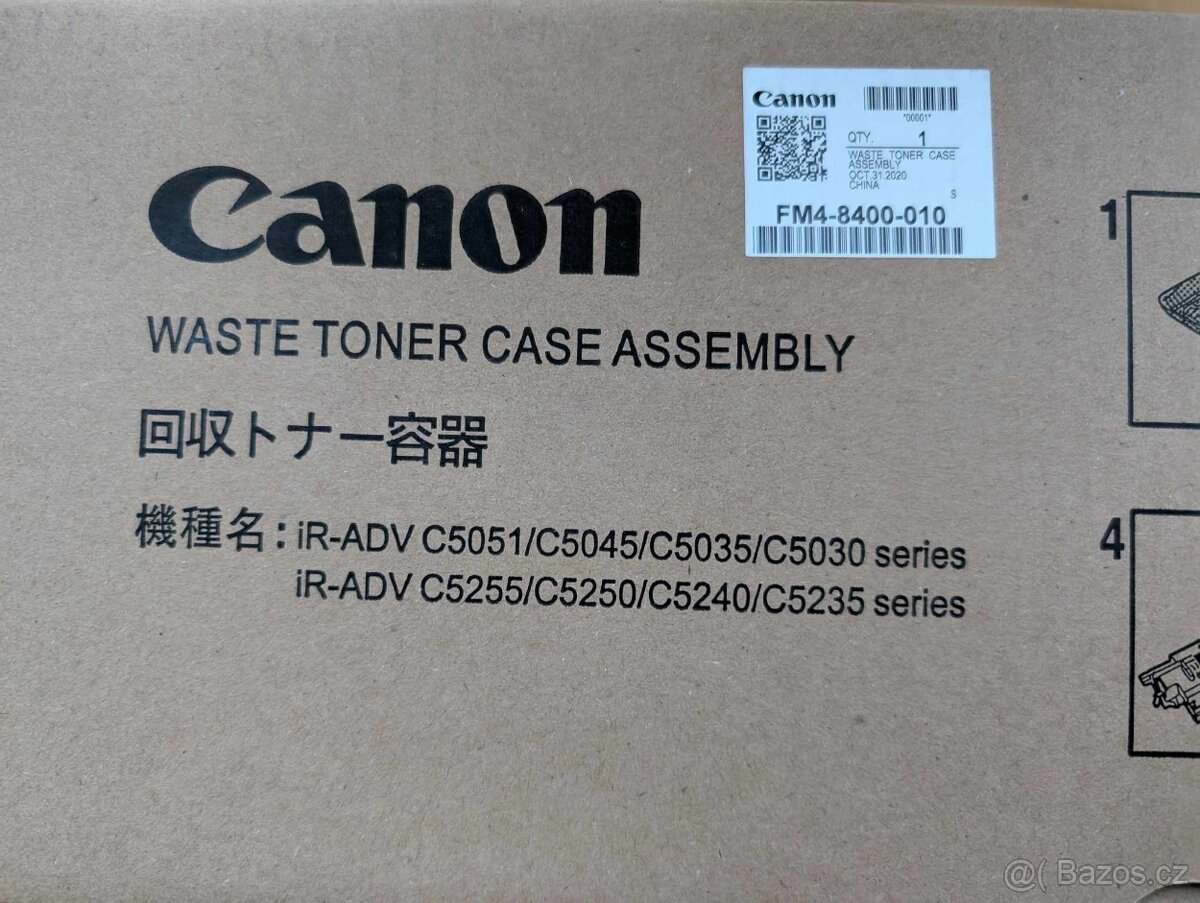 Canon
*00001*
QTY. 1
WASTE TONER CASE
ASSEMBLY
OCT.31 2020
CHINA
S
FM4-8400-010
Canon
WASTE TONER CASE ASSEMBLY
回収トナー容器
機種名：iR-ADV C5051/C5045/C5035/C5030 series
iR-ADV C5255/C5250/C5240/C5235 series
1
4
@( Bazos.cz